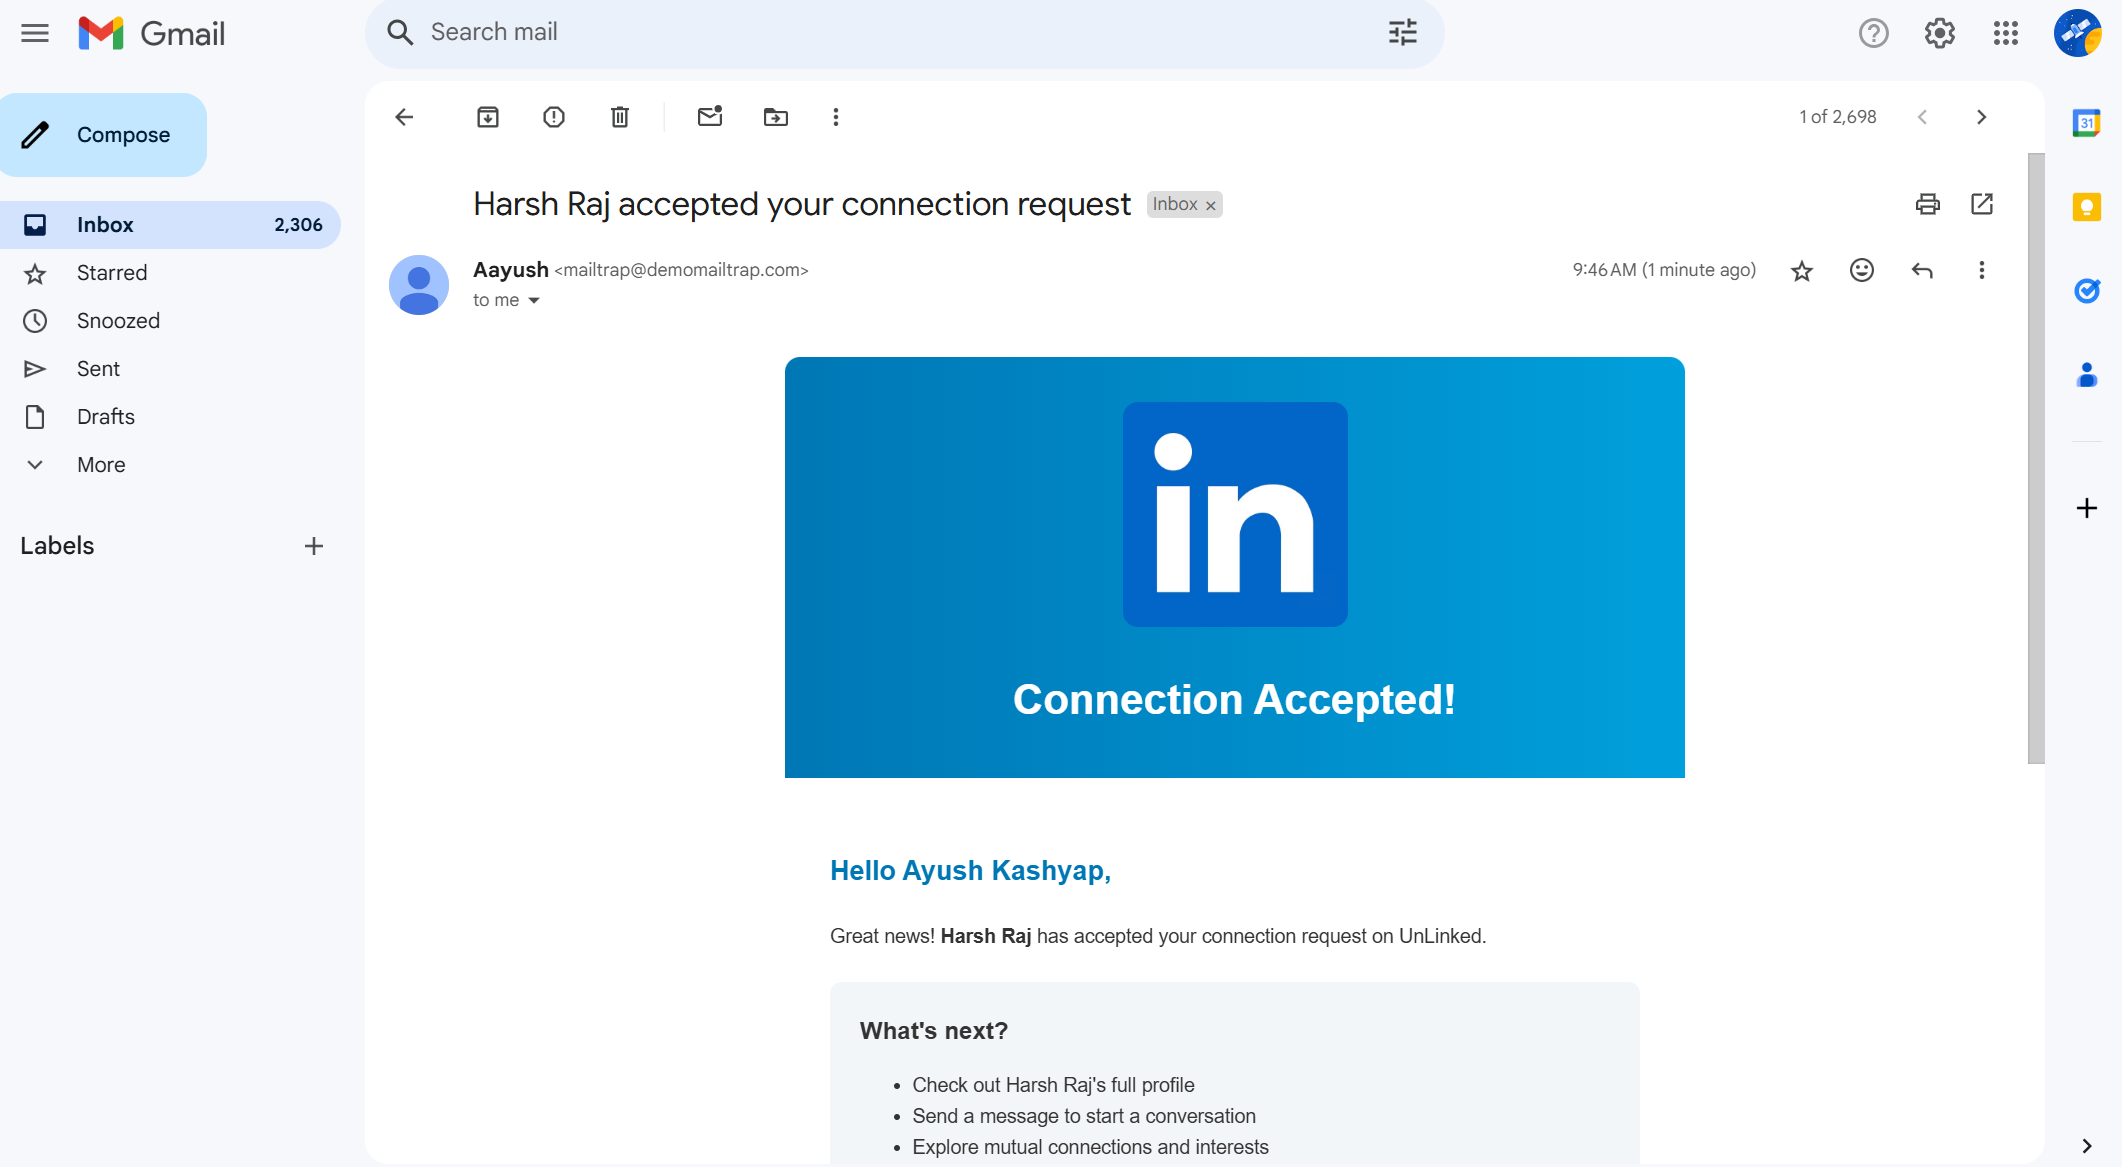 Gmail
Search mail
Compose
Inbox 2,306
Starred
Snoozed
Sent
Drafts
More
Labels
1 of 2,698
Harsh Raj accepted your connection request Inbox ×
Aayush <mailtrap@demomailtrap.com> 9:46 AM (1 minute ago)
to me
in
Connection Accepted!
Hello Ayush Kashyap,
Great news! Harsh Raj has accepted your connection request on UnLinked.
What's next?
• Check out Harsh Raj's full profile
• Send a message to start a conversation
• Explore mutual connections and interests
31